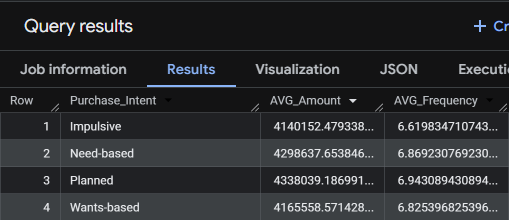 Query results
+ Cr
Job information Results Visualization JSON Executi
Row Purchase_Intent AVG_Amount AVG_Frequency
1 Impulsive 4140152.479338... 6.619834710743...
2 Need-based 4298637.653846... 6.869230769230...
3 Planned 4338039.186991... 6.943089430894...
4 Wants-based 4165558.571428... 6.825396825396...